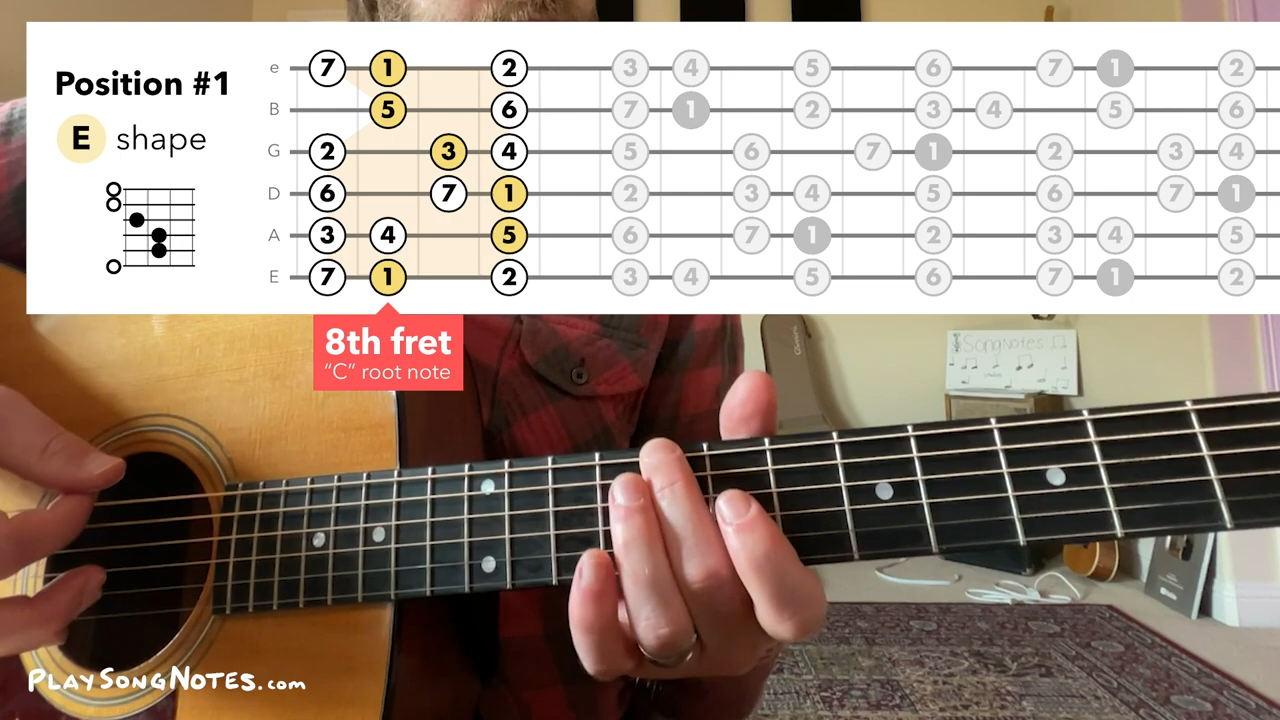 Position #1
E shape
e 7 1 2 3 4 5 6 7 1 2
B 5 6 7 1 2 3 4 5 6
G 2 3 4 5 6 7 1 2 3 4
D 6 7 1 2 3 4 5 6 7 1
A 3 4 5 6 7 1 2 3 4 5
E 7 1 2 3 4 5 6 7 1 2
8th fret
“C” root note
SongNotes
PLAYSONGNOTES.COM